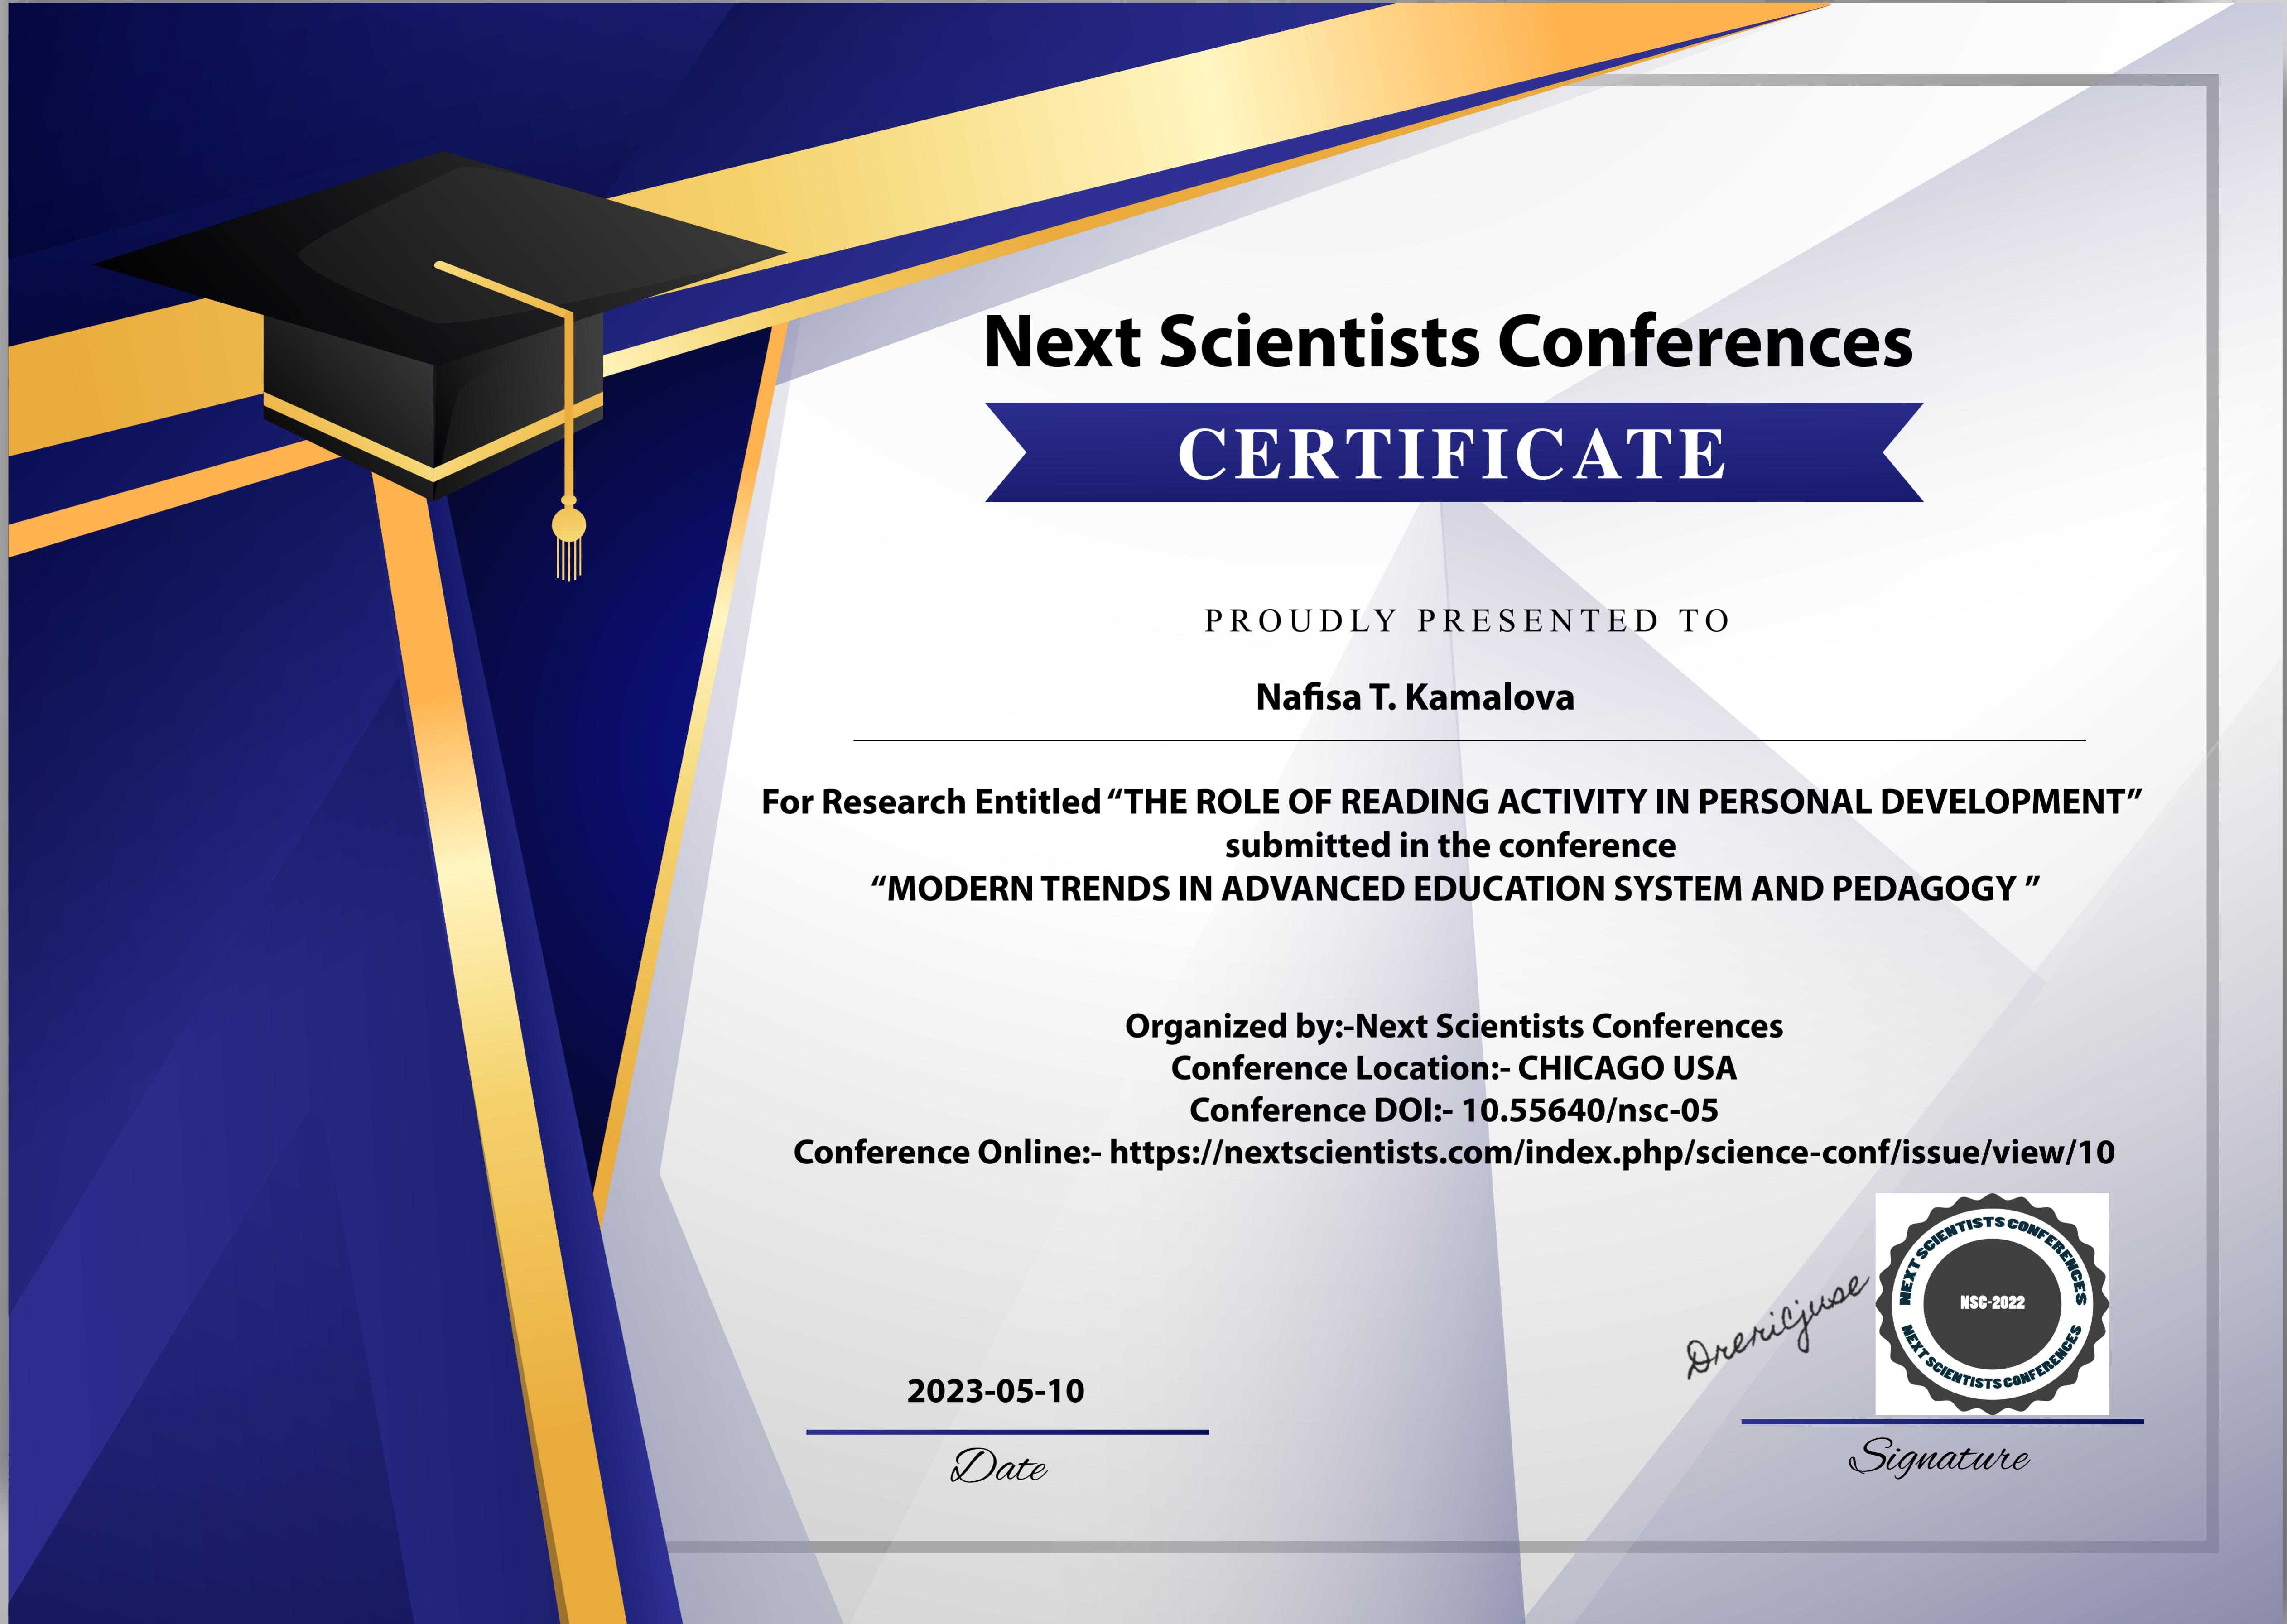 Next Scientists Conferences
CERTIFICATE
PROUDLY PRESENTED TO
Nafisa T. Kamalova
For Research Entitled “THE ROLE OF READING ACTIVITY IN PERSONAL DEVELOPMENT”
submitted in the conference
“MODERN TRENDS IN ADVANCED EDUCATION SYSTEM AND PEDAGOGY ”
Organized by:-Next Scientists Conferences
Conference Location:- CHICAGO USA
Conference DOI:- 10.55640/nsc-05
Conference Online:- https://nextscientists.com/index.php/science-conf/issue/view/10
NEXT SCIENTISTS CONFERENCES
NSC-2022
NEXT SCIENTISTS CONFERENCES
2023-05-10
Date
Signature